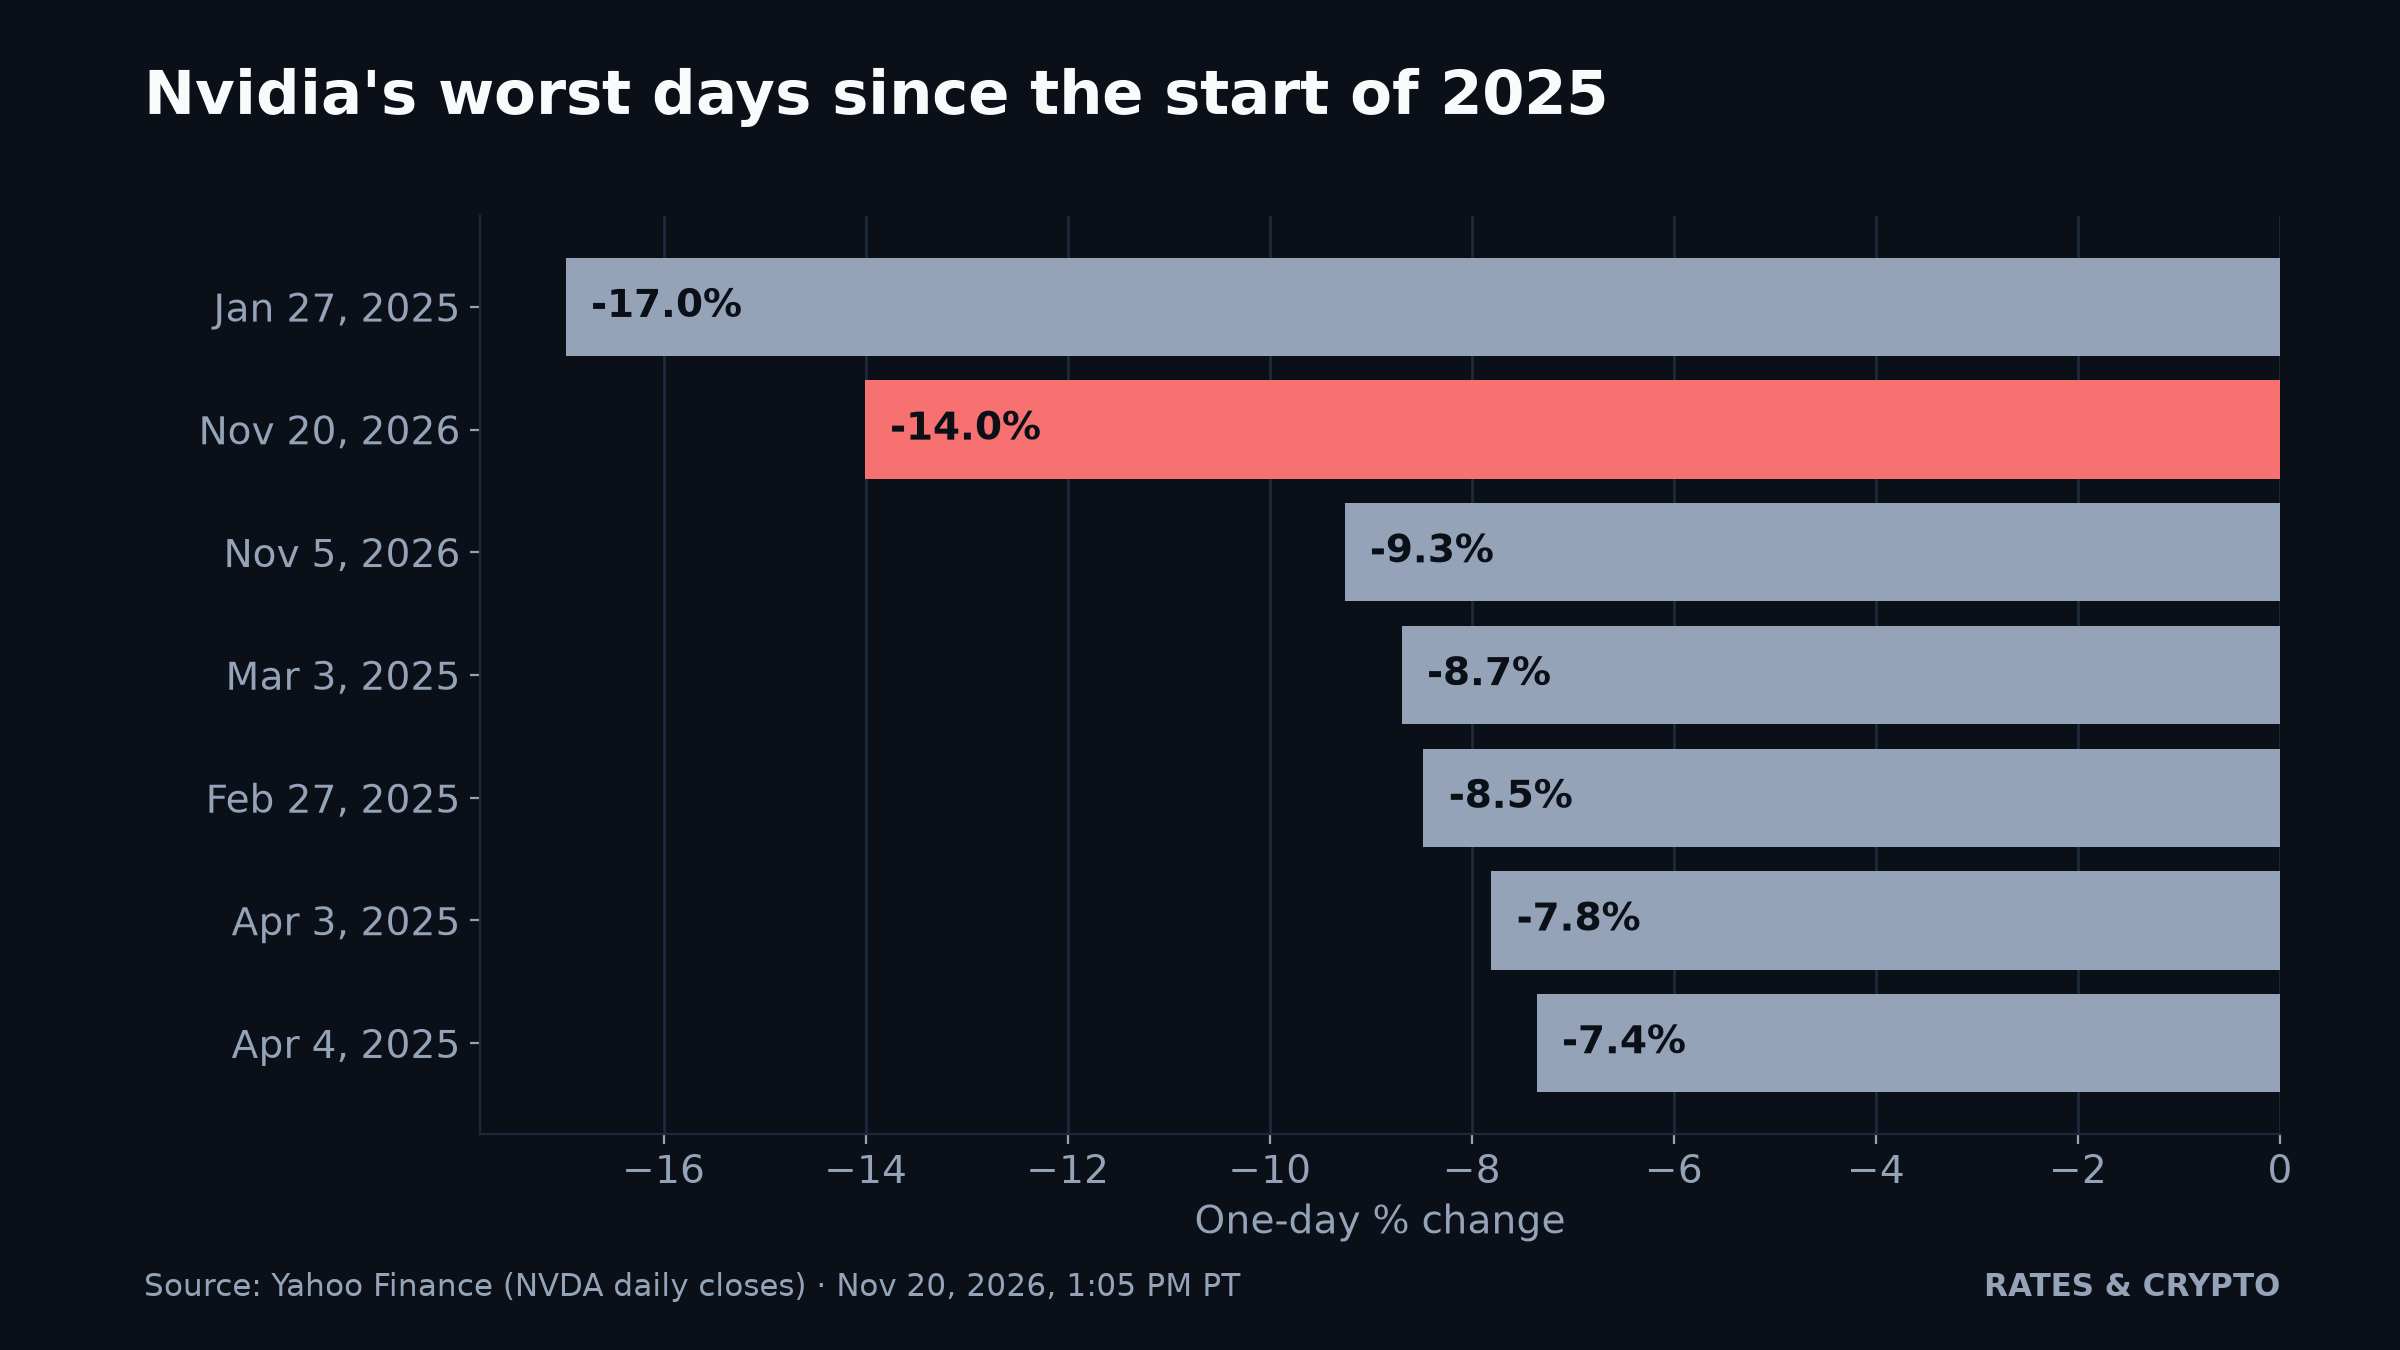 Nvidia's worst days since the start of 2025
Jan 27, 2025
-17.0%
Nov 20, 2026
-14.0%
Nov 5, 2026
-9.3%
Mar 3, 2025
-8.7%
Feb 27, 2025
-8.5%
Apr 3, 2025
-7.8%
Apr 4, 2025
-7.4%
−16 −14 −12 −10 −8 −6 −4 −2 0
One-day % change
Source: Yahoo Finance (NVDA daily closes) · Nov 20, 2026, 1:05 PM PT
RATES & CRYPTO